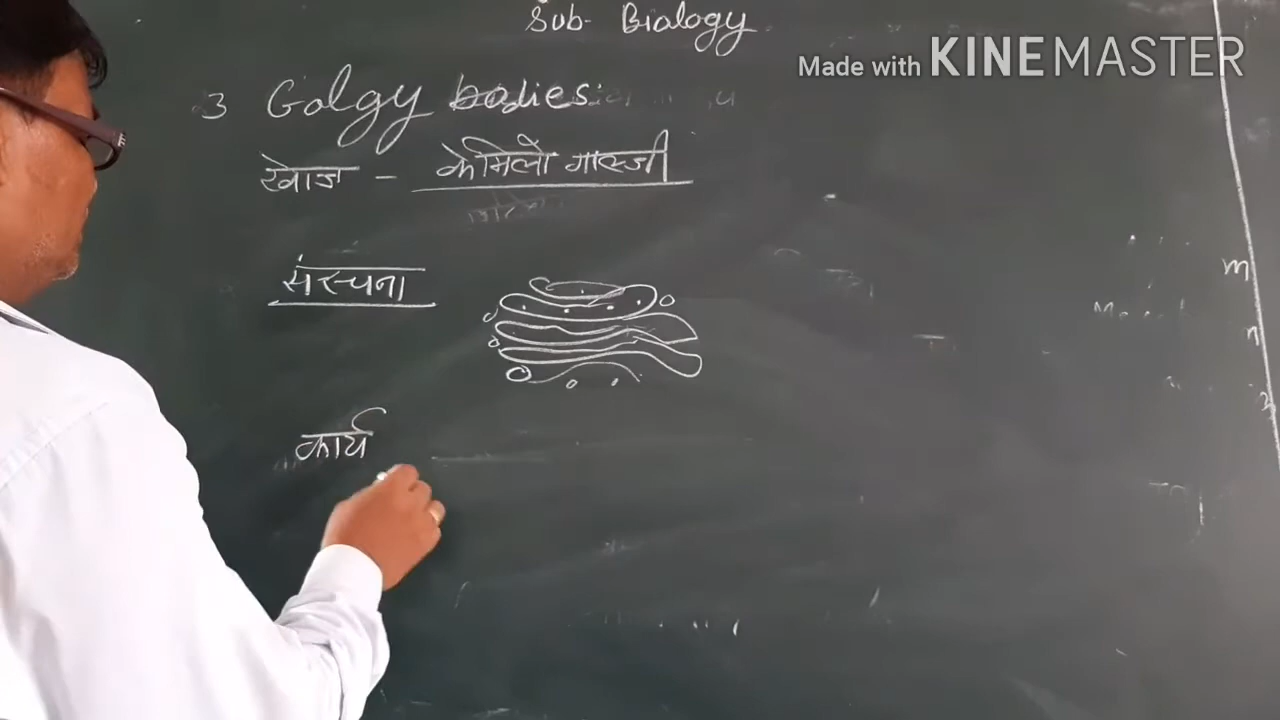 Sub- Biology
Made with KINEMASTER
3 Golgy bodies
खोज - केमिलो गाल्जी
संरचना
कार्य
m
n